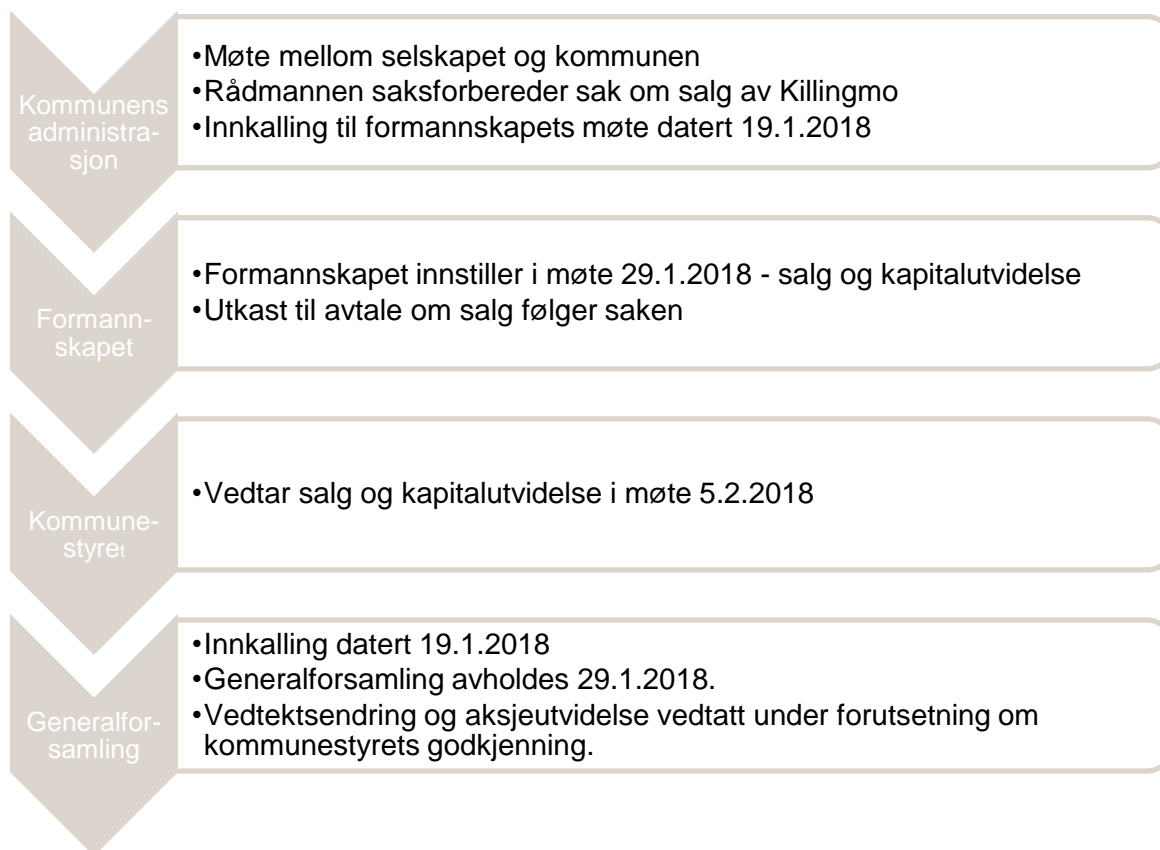 Kommunens
administra-
sjon
•Møte mellom selskapet og kommunen
•Rådmannen saksforbereder sak om salg av Killingmo
•Innkalling til formannskapets møte datert 19.1.2018
Formann-
skapet
•Formannskapet innstiller i møte 29.1.2018 - salg og kapitalutvidelse
•Utkast til avtale om salg følger saken
Kommune-
styret
•Vedtar salg og kapitalutvidelse i møte 5.2.2018
Generalfor-
samling
•Innkalling datert 19.1.2018
•Generalforsamling avholdes 29.1.2018.
•Vedtektsendring og aksjeutvidelse vedtatt under forutsetning om
kommunestyrets godkjenning.